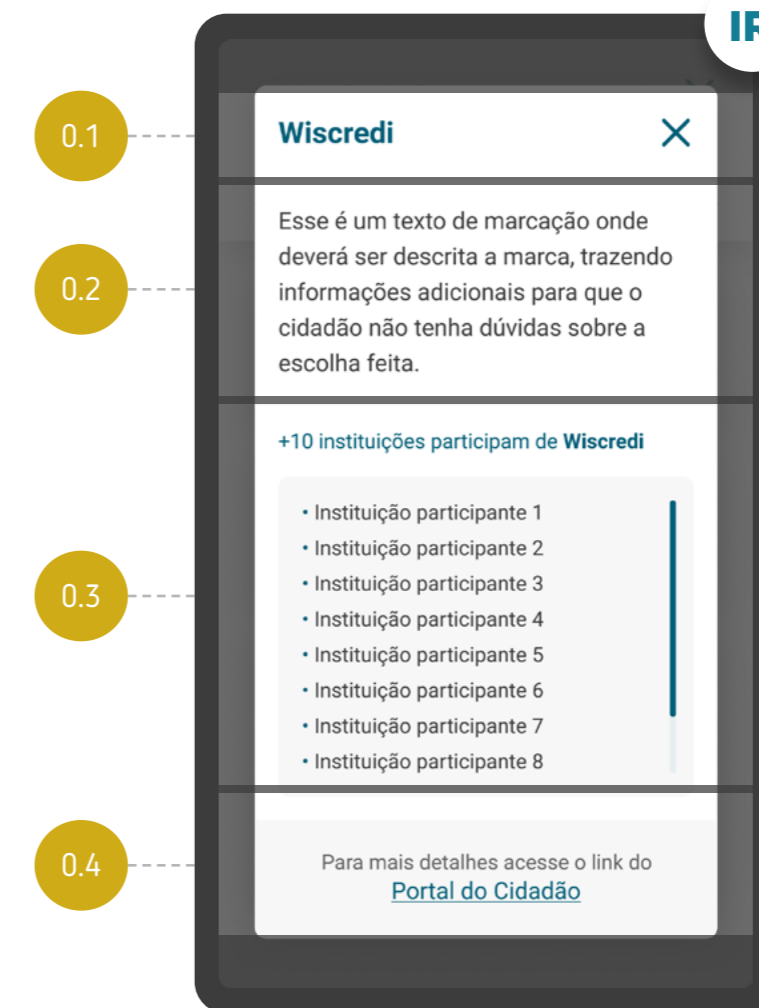 IR
0.1
Wiscredi
0.2
Esse é um texto de marcação onde
deverá ser descrita a marca, trazendo
informações adicionais para que o
cidadão não tenha dúvidas sobre a
escolha feita.
+10 instituições participam de Wiscredi
0.3
• Instituição participante 1
• Instituição participante 2
• Instituição participante 3
• Instituição participante 4
• Instituição participante 5
• Instituição participante 6
• Instituição participante 7
• Instituição participante 8
0.4
Para mais detalhes acesse o link do
Portal do Cidadão